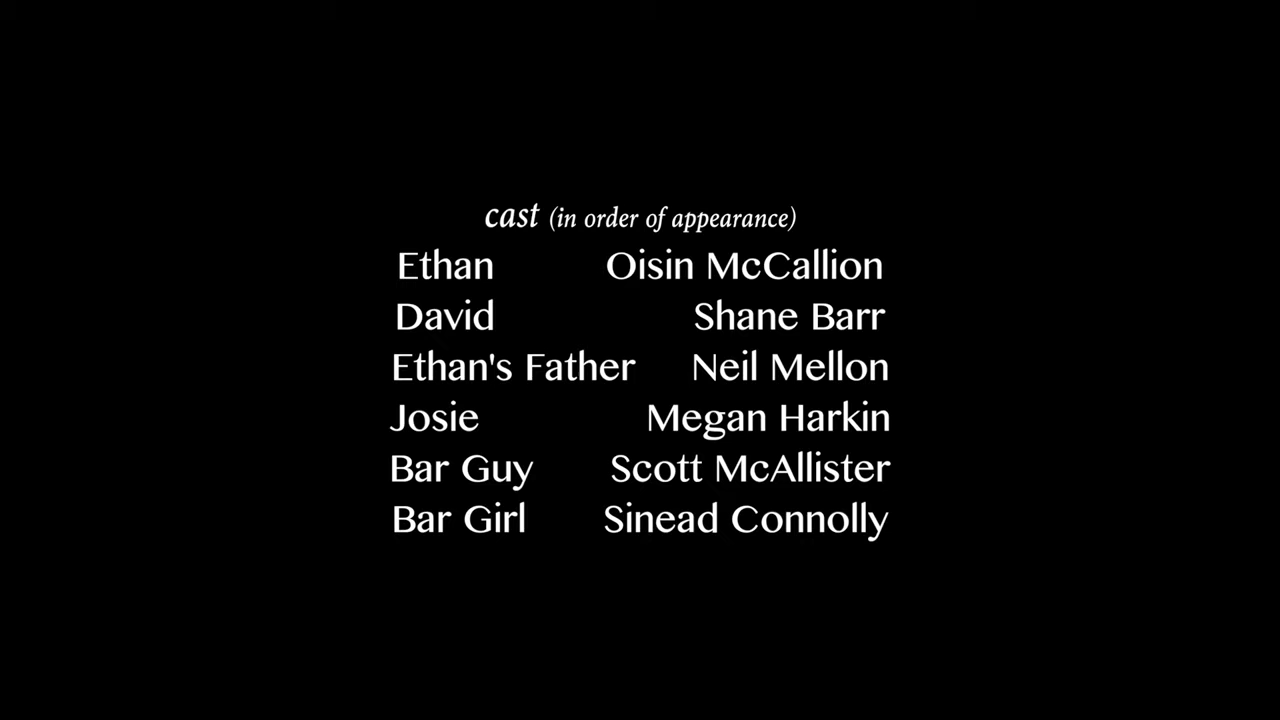 cast (in order of appearance)
Ethan Oisin McCallion
David Shane Barr
Ethan's Father Neil Mellon
Josie Megan Harkin
Bar Guy Scott McAllister
Bar Girl Sinead Connolly